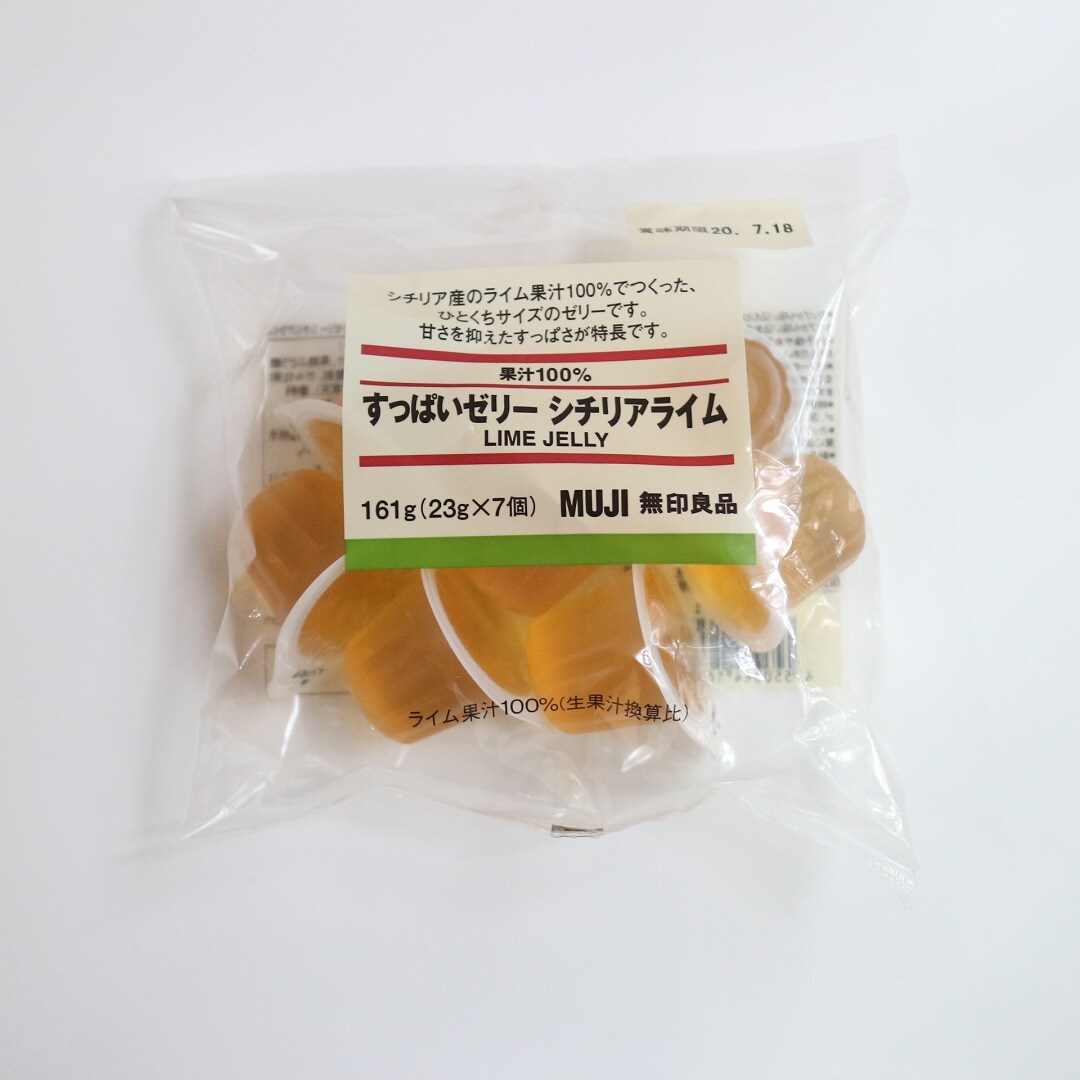 賞味期限20. 7.18
シチリア産のライム果汁100%でつくった、
ひとくちサイズのゼリーです。
甘さを抑えたすっぱさが特長です。
果汁100%
すっぱいゼリー シチリアライム
LIME JELLY
161g(23g×7個) MUJI 無印良品
ライム果汁100%(生果汁換算比)